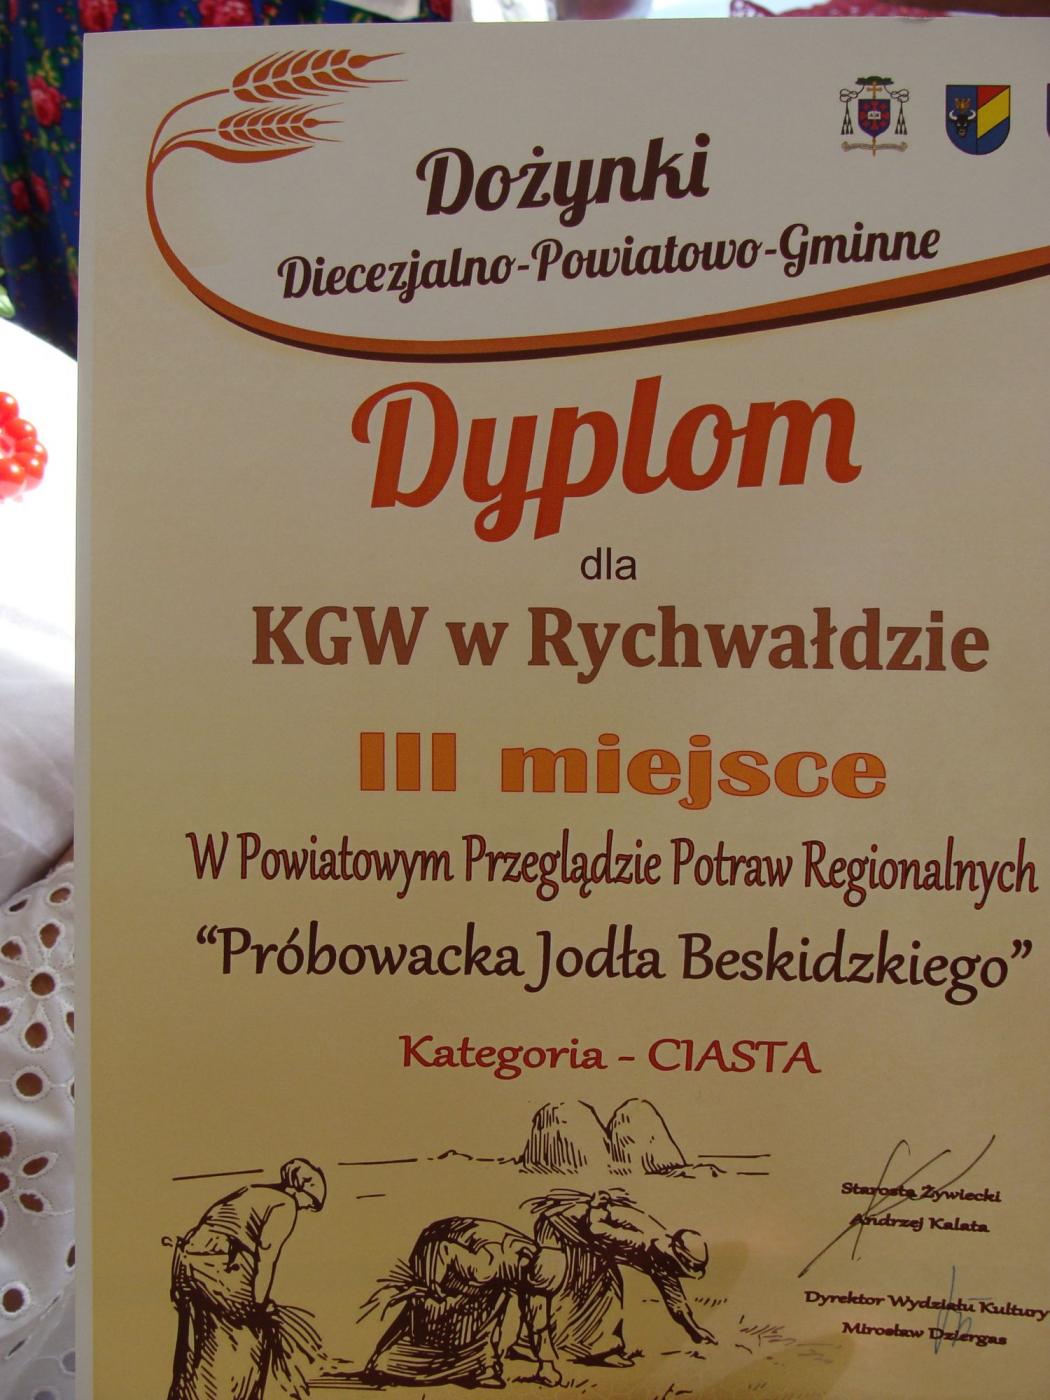 Dożynki
Diecezjalno-Powiatowo-Gminne
Dyplom
dla
KGW w Rychwałdzie
III miejsce
W Powiatowym Przeglądzie Potraw Regionalnych
“Próbowacka Jodła Beskidzkiego”
Kategoria - CIASTA
Starosta Żywiecki
Andrzej Kalata
Dyrektor Wydziału Kultury
Mirosław Dziergas